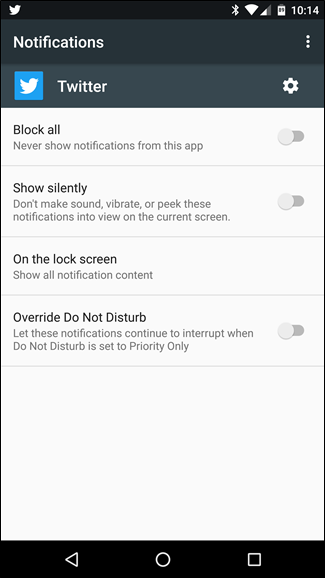 10:14
Notifications
Twitter
Block all
Never show notifications from this app
Show silently
Don't make sound, vibrate, or peek these
notifications into view on the current screen.
On the lock screen
Show all notification content
Override Do Not Disturb
Let these notifications continue to interrupt when
Do Not Disturb is set to Priority Only